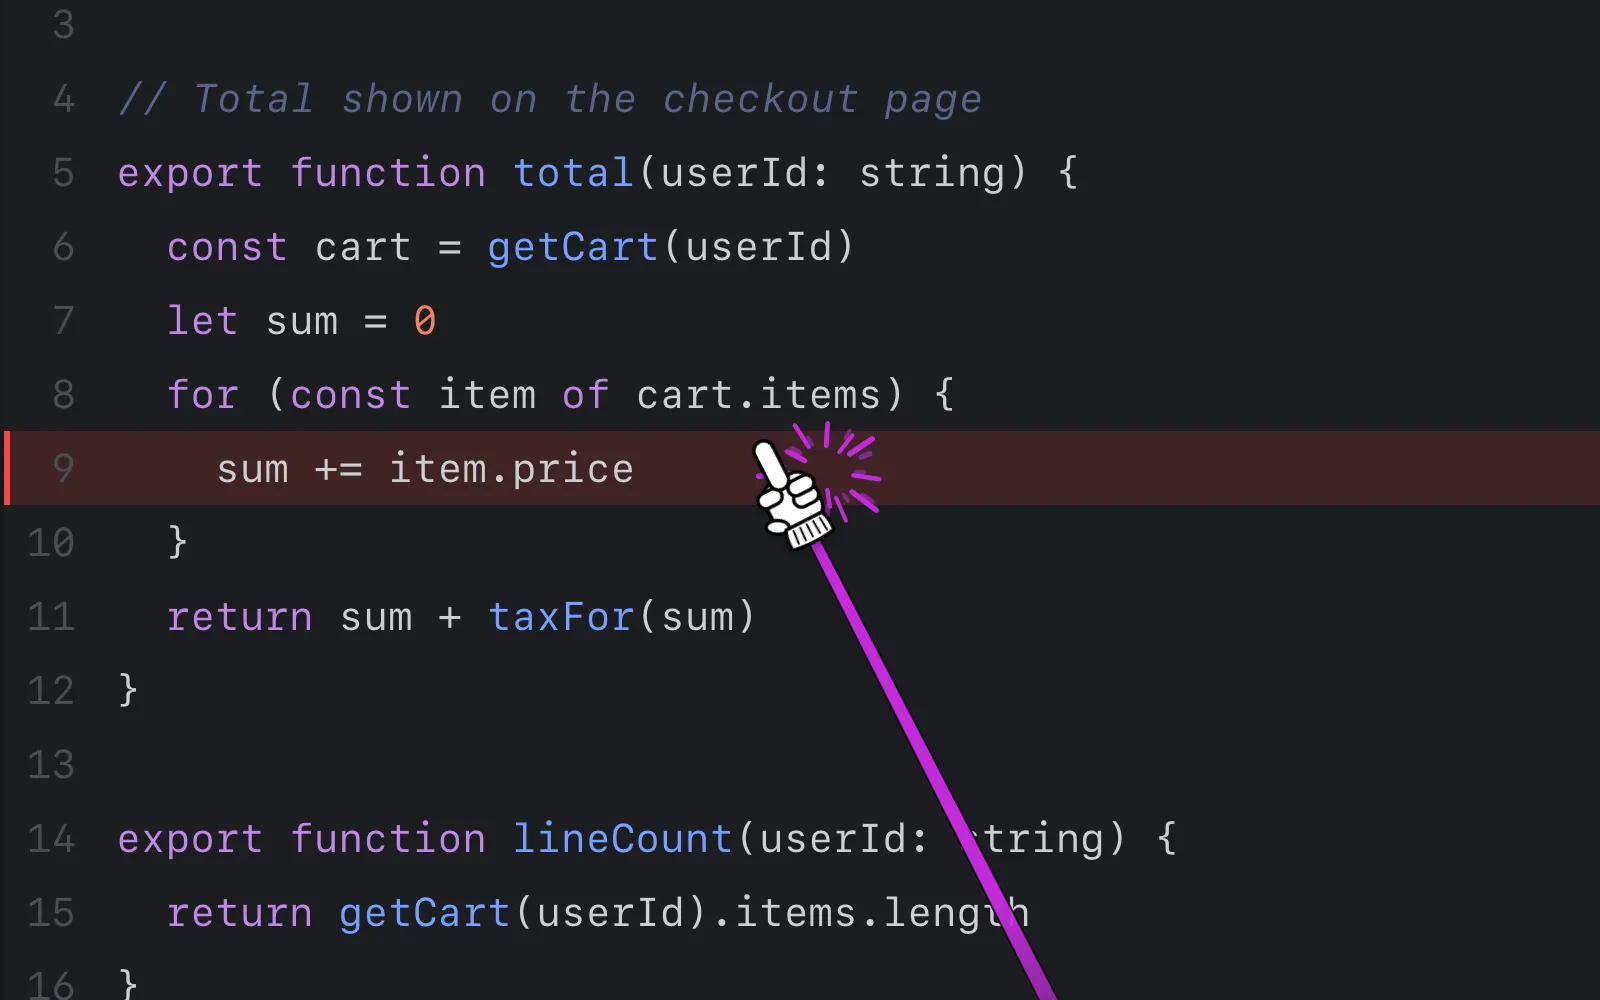 3
4 // Total shown on the checkout page
5 export function total(userId: string) {
6 const cart = getCart(userId)
7 let sum = 0
8 for (const item of cart.items) {
9 sum += item.price
10 }
11 return sum + taxFor(sum)
12 }
13
14 export function lineCount(userId: string) {
15 return getCart(userId).items.length
16 }